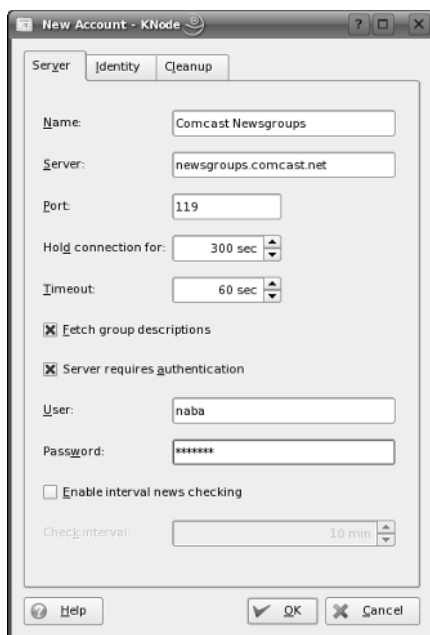 New Account - KNode
Server Identity Cleanup
Name: Comcast Newsgroups
Server: newsgroups.comcast.net
Port: 119
Hold connection for: 300 sec
Timeout: 60 sec
Fetch group descriptions
Server requires authentication
User: naba
Password: *******
Enable interval news checking
Check interval: 10 min
Help OK Cancel